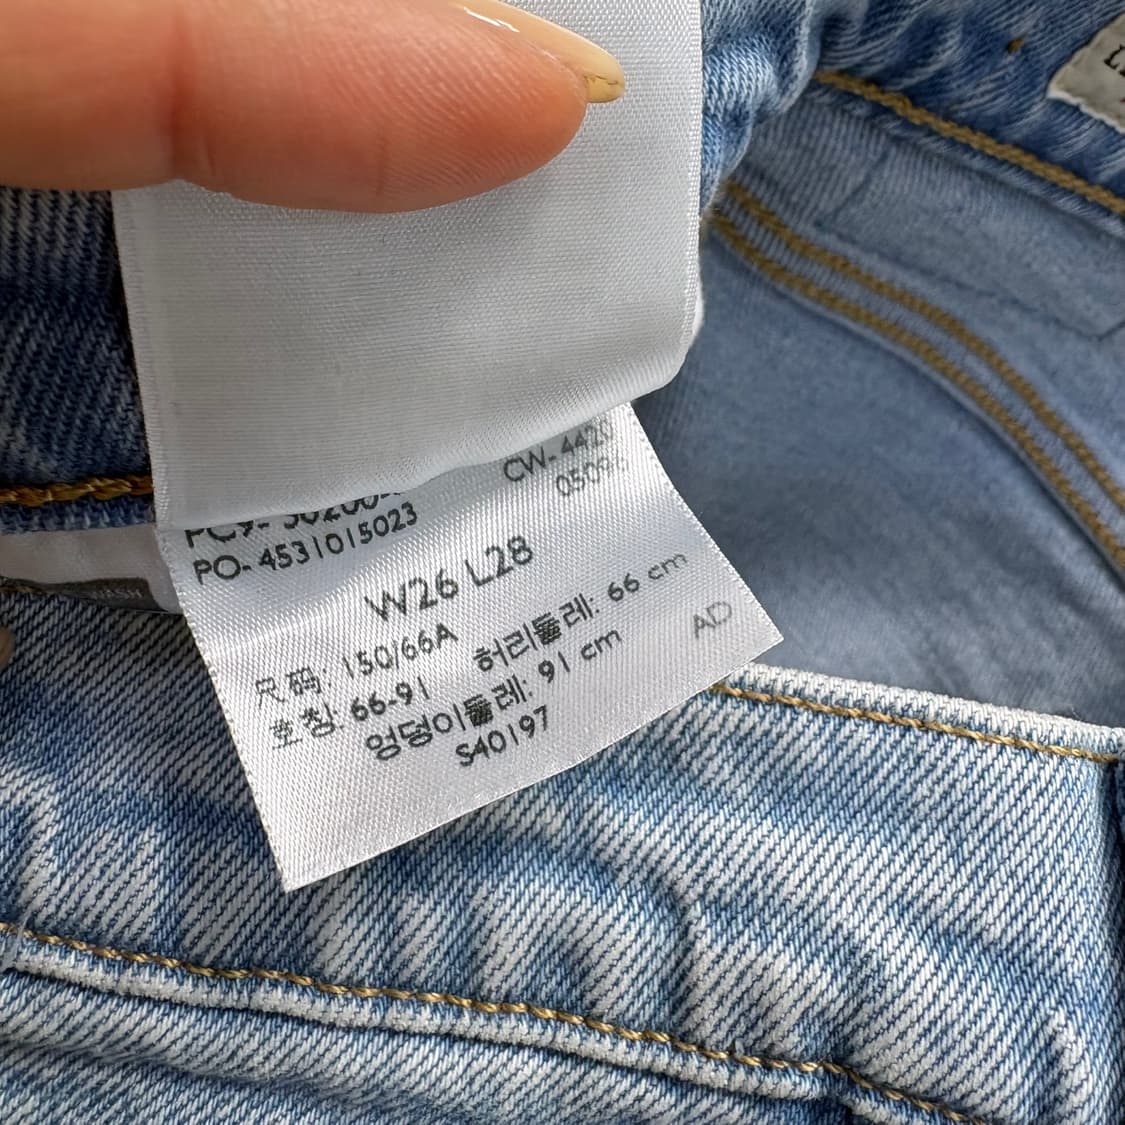 CW-4420
PO-4531015023
W26 L28
尺码: 150/66A
허리둘레: 66 cm
호칭: 66-91
엉덩이둘레: 91 cm
AD
S40197